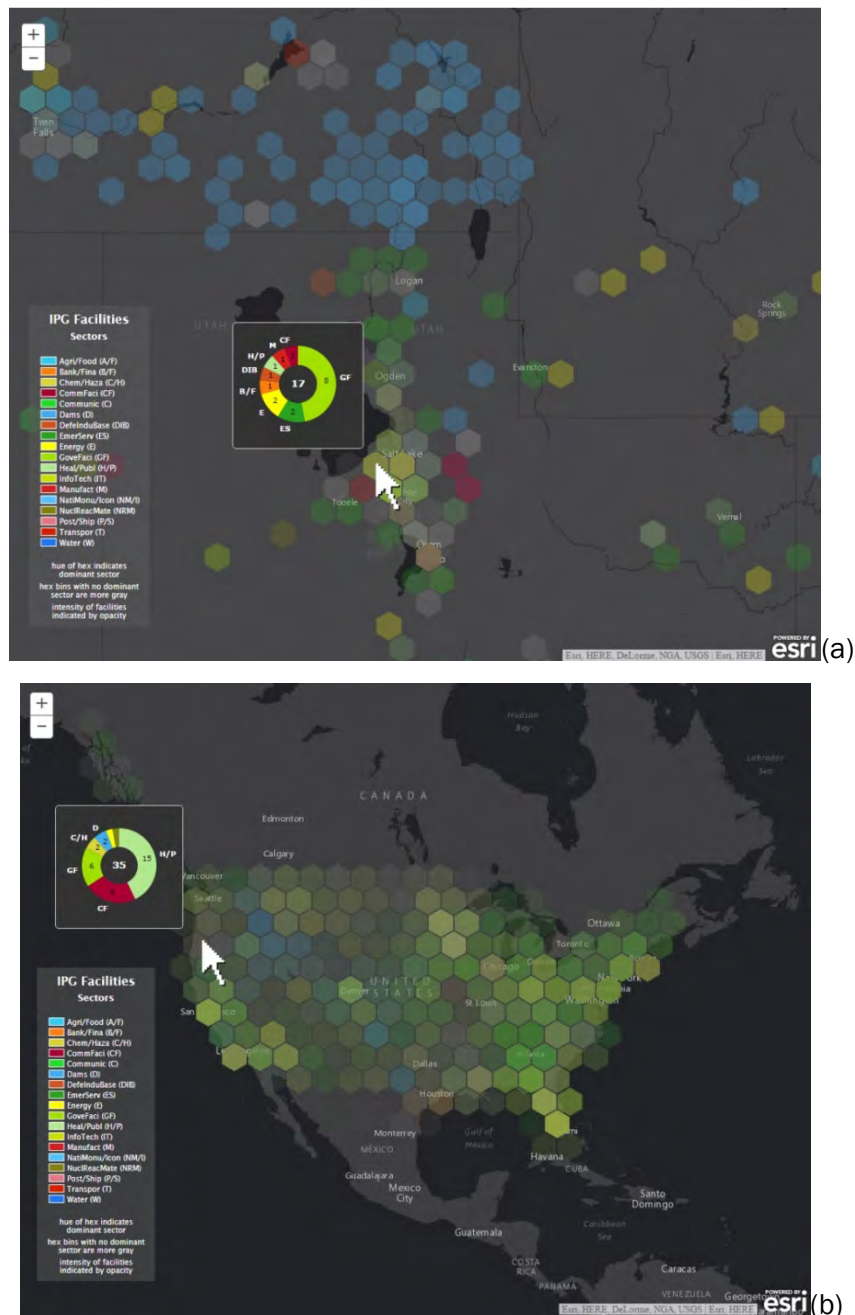 +
−
Twin
Falls
Logan
UTAH
UTAH
Rock
Springs
Evanston
Ogden
Salt Lake
Tooele
Vernal
M CF
H/P
DIB
B/F
E
ES
GF
17
8
2
2
1
1
1
1
IPG Facilities
Sectors
Agri/Food (A/F)
Bank/Fina (B/F)
Chem/Haza (C/H)
CommFaci (CF)
Communic (C)
Dams (D)
DefeInduBase (DIB)
EmerServ (ES)
Energy (E)
GoveFaci (GF)
Heal/Publ (H/P)
InfoTech (IT)
Manufact (M)
NatiMonu/Icon (NM/I)
NuclReacMate (NRM)
Post/Ship (P/S)
Transpor (T)
Water (W)
hue of hex indicates
dominant sector
hex bins with no dominant
sector are more gray
intensity of facilities
indicated by opacity
Esri, HERE, DeLorme, NGA, USGS | Esri, HERE
POWERED BY
esri
(a)
+
−
Hudson
Bay
Labrador
Sea
CANADA
Edmonton
Calgary
D
C/H
GF
CF
H/P
35
15
6
2
2
Vancouver
Seattle
Ottawa
Toronto
Chicago
UNITED
STATES
Denver
St Louis
Washington
Dallas
Atlanta
Houston
Monterrey
Gulf of
Mexico
MÉXICO
Havana
CUBA
Guadalajara
Mexico
City
Santo
Domingo
Guatemala
Caribbean
Sea
COSTA
RICA
PANAMA
Caracas
VENEZUELA
IPG Facilities
Sectors
Agri/Food (A/F)
Bank/Fina (B/F)
Chem/Haza (C/H)
CommFaci (CF)
Communic (C)
Dams (D)
DefeInduBase (DIB)
EmerServ (ES)
Energy (E)
GoveFaci (GF)
Heal/Publ (H/P)
InfoTech (IT)
Manufact (M)
NatiMonu/Icon (NM/I)
NuclReacMate (NRM)
Post/Ship (P/S)
Transpor (T)
Water (W)
hue of hex indicates
dominant sector
hex bins with no dominant
sector are more gray
intensity of facilities
indicated by opacity
Esri, HERE, DeLorme, NGA, USGS | Esri, HERE
POWERED BY
esri
(b)